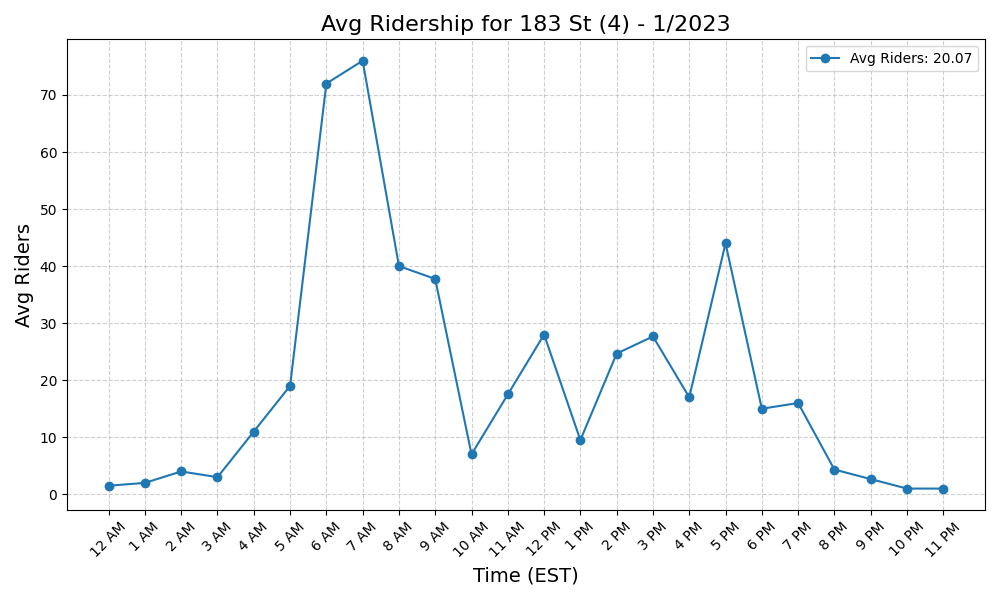 Avg Ridership for 183 St (4) - 1/2023
Avg Riders: 20.07
Avg Riders
70
60
50
40
30
20
10
0
12 AM
1 AM
2 AM
3 AM
4 AM
5 AM
6 AM
7 AM
8 AM
9 AM
10 AM
11 AM
12 PM
1 PM
2 PM
3 PM
4 PM
5 PM
6 PM
7 PM
8 PM
9 PM
10 PM
11 PM
Time (EST)